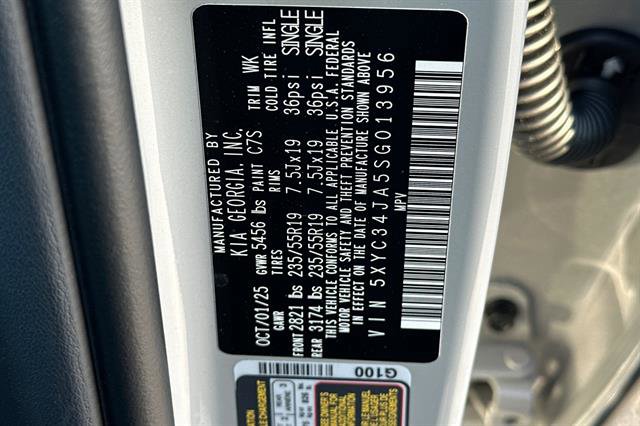 MANUFACTURED BY
KIA GEORGIA, INC.
OCT/01/25 GVWR 5456 lbs PAINT C7S TRIM WK
GAWR TIRES RIMS COLD TIRE INFL
FRONT 2821 lbs 235/55R19 7.5Jx19 36psi SINGLE
REAR 3174 lbs 235/55R19 7.5Jx19 36psi SINGLE
THIS VEHICLE CONFORMS TO ALL APPLICABLE U.S.A. FEDERAL
MOTOR VEHICLE SAFETY AND THEFT PREVENTION STANDARDS
IN EFFECT ON THE DATE OF MANUFACTURE SHOWN ABOVE
VIN 5XYC34JA5SG013956
MPV
G100